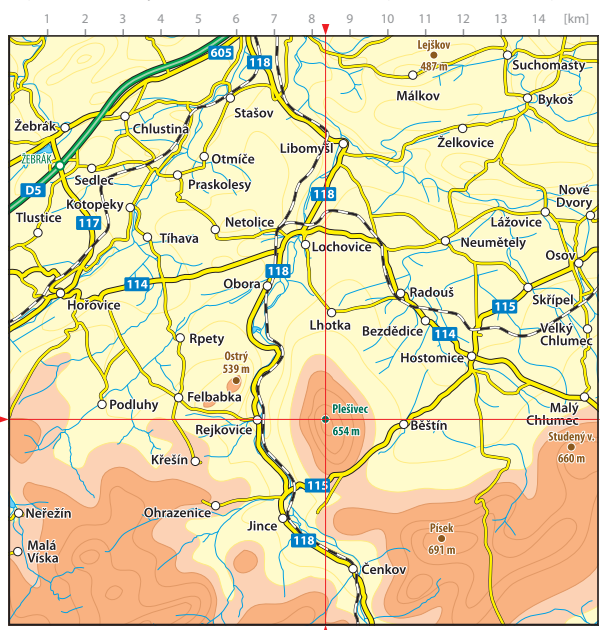 1 2 3 4 5 6 7 8 9 10 11 12 13 14 [km]
605
118
Lejškov
487 m
Suchomasty
Málkov
Bykoš
Stašov
Žebrák
Chlustina
Želkovice
Libomyšl
ŽEBRÁK
Otmíče
Sedlec
Praskolesy
D5
118
Nové
Dvory
Kotopeky
Tlustice
117
Netolice
Lážovice
Tihava
Lochovice
Neumětely
Osov
118
114
Obora
Radouš
Skřípel
115
Hořovice
Lhotka
Bezdědice
114
Velký
Chlumec
Rpety
Hostomice
Ostrý
539 m
Felbabka
Podluhy
Plešivec
654 m
Malý
Chlumec
Rejkovice
Běštín
Studený v.
660 m
Křešín
115
Ohrazenice
Neřežín
Jince
Písek
691 m
118
Malá
Víska
Čenkov